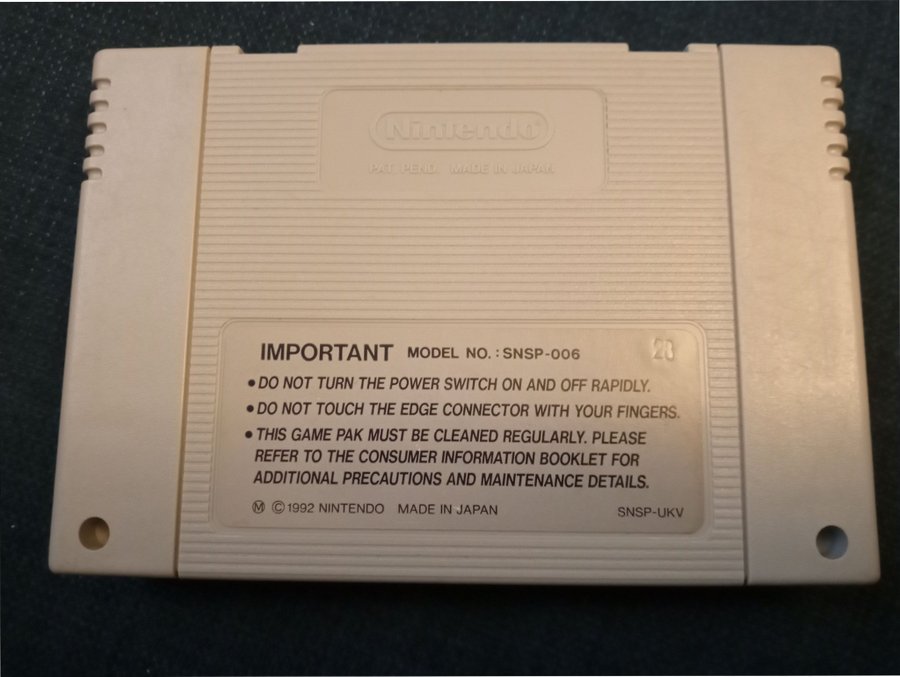 Nintendo
PAT. PEND. MADE IN JAPAN
IMPORTANT MODEL NO. : SNSP-006
•DO NOT TURN THE POWER SWITCH ON AND OFF RAPIDLY.
•DO NOT TOUCH THE EDGE CONNECTOR WITH YOUR FINGERS.
•THIS GAME PAK MUST BE CLEANED REGULARLY. PLEASE
REFER TO THE CONSUMER INFORMATION BOOKLET FOR
ADDITIONAL PRECAUTIONS AND MAINTENANCE DETAILS.
Ⓜ ©1992 NINTENDO MADE IN JAPAN SNSP-UKV